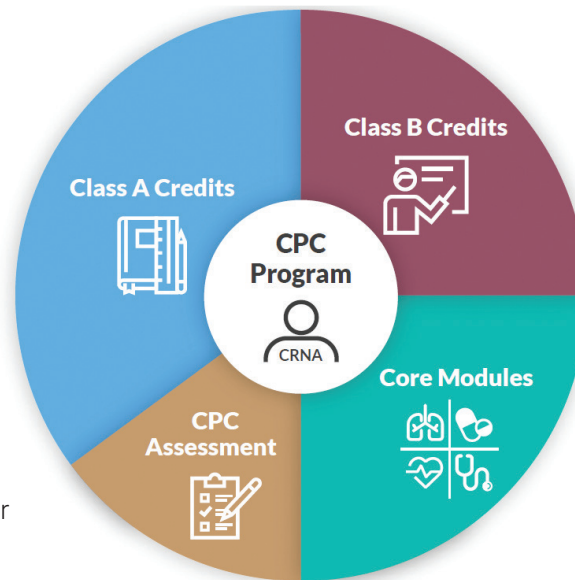 Class B Credits
Class A Credits
CPC
Program
CRNA
Core Modules
CPC
Assessment